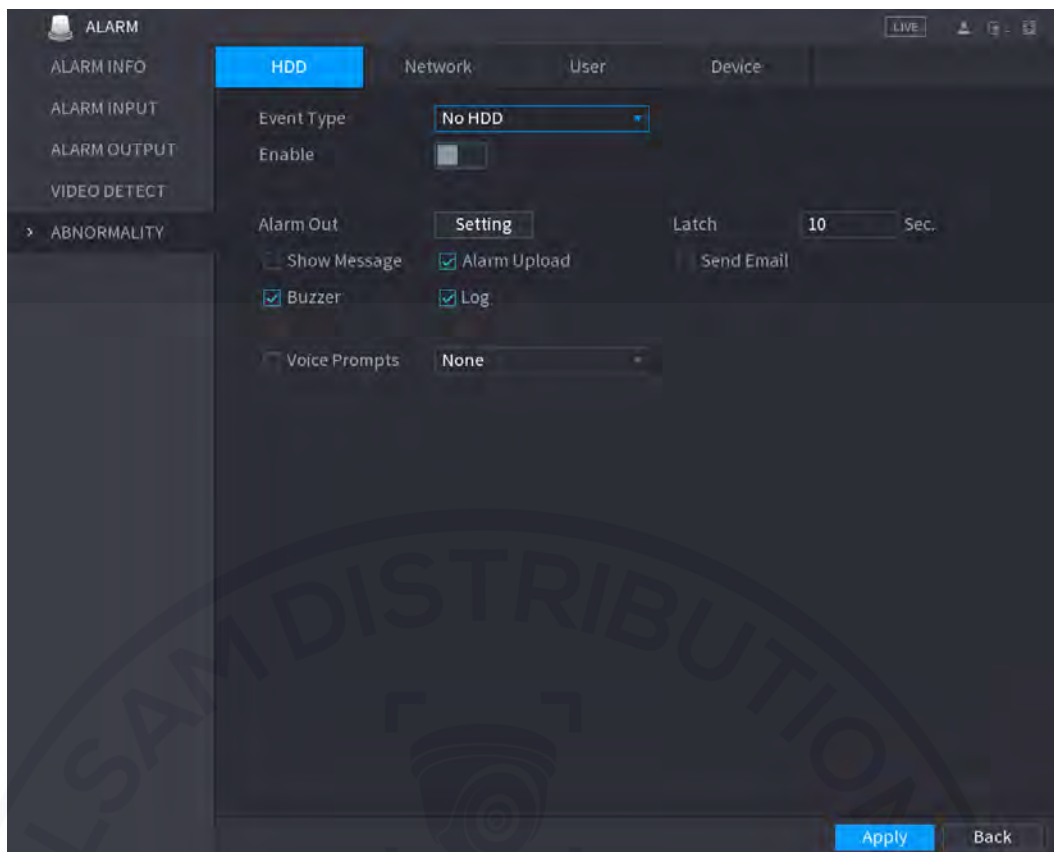 ALARM
LIVE
ALARM INFO
ALARM INPUT
ALARM OUTPUT
VIDEO DETECT
> ABNORMALITY
HDD Network User Device
Event Type No HDD
Enable
Alarm Out Setting Latch 10 Sec.
Show Message Alarm Upload Send Email
Buzzer Log
Voice Prompts None
LSAM DISTRIBUTION
Apply Back